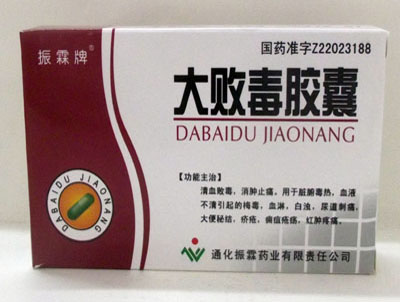 振霖牌®
国药准字Z22023188
大败毒胶囊
DABAIDU JIAONANG
【功能主治】
清血败毒、消肿止痛，用于脏腑毒热，血液
不清引起的梅毒，血淋，白浊，尿道刺痛，
大便秘结，疥疮，痈疽疮疡，红肿疼痛。
DABAIDU JIAONANG
通化振霖药业有限责任公司